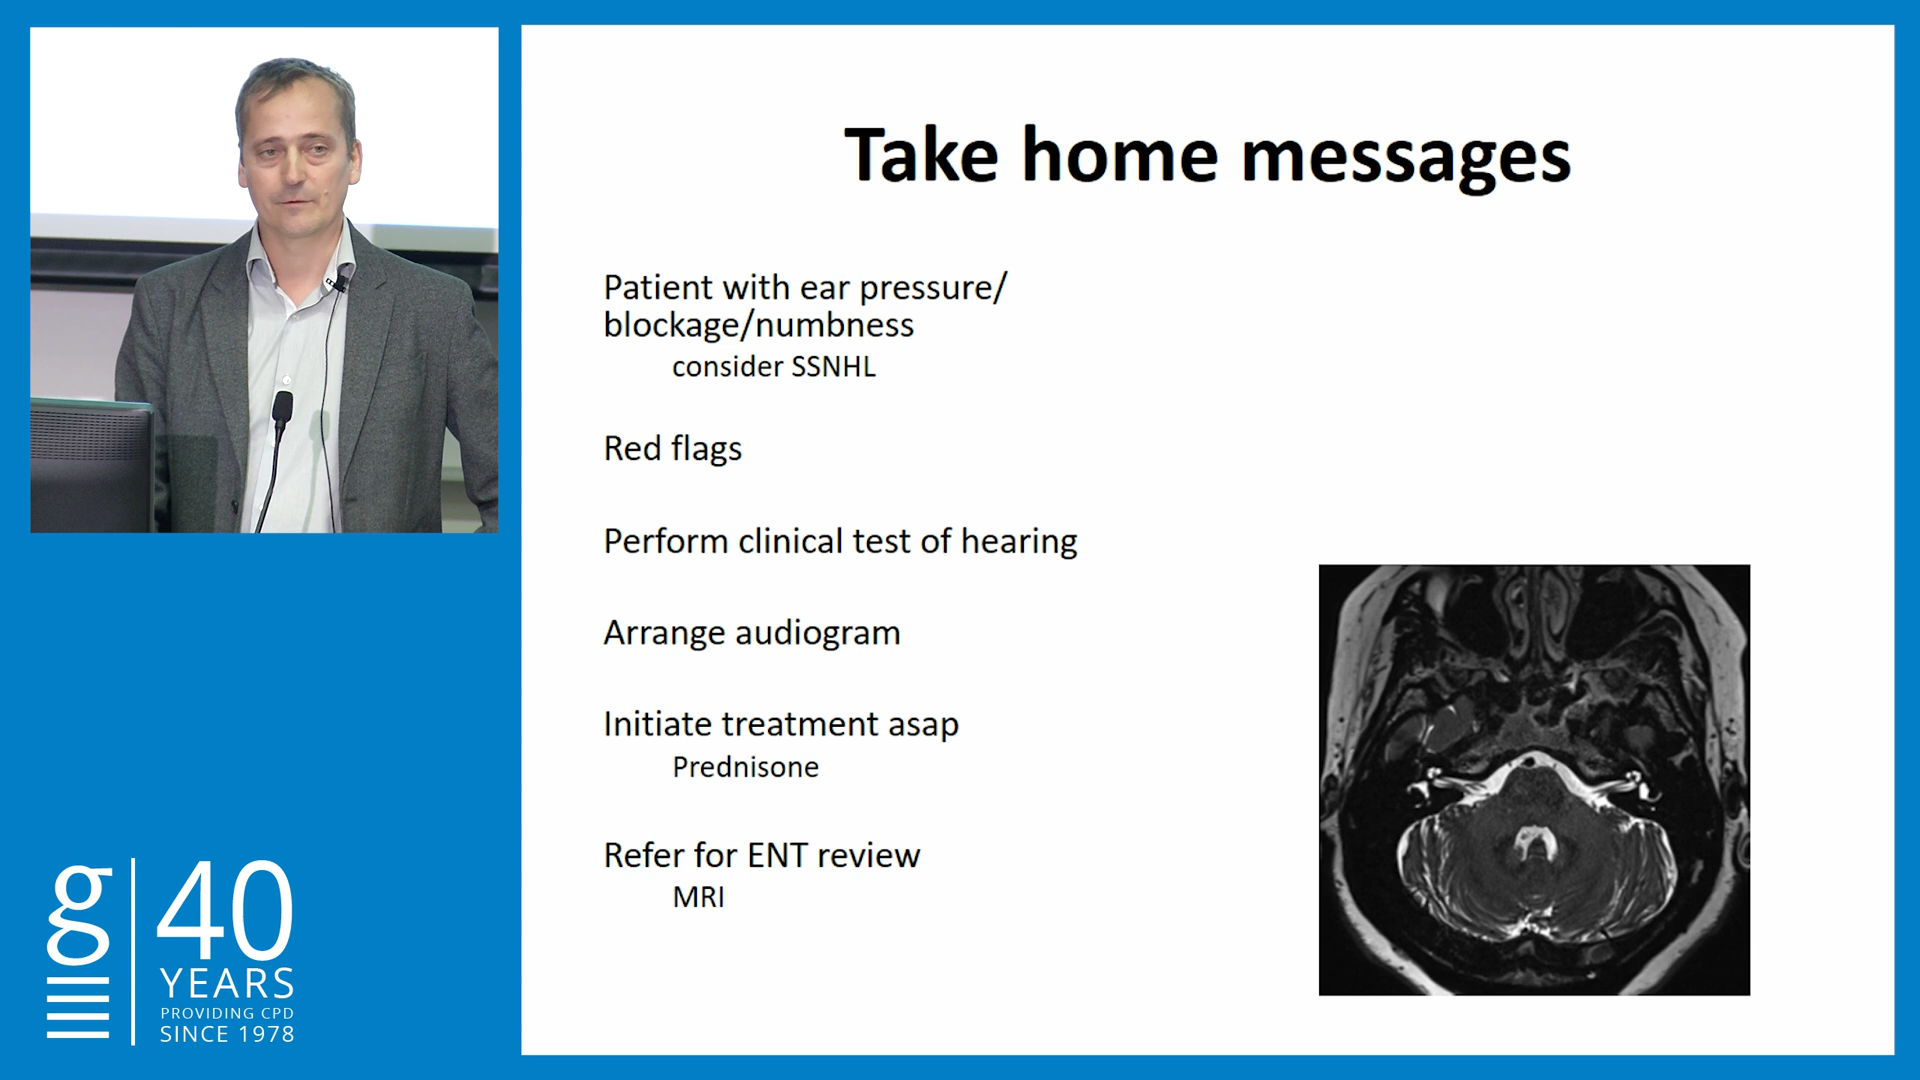 Take home messages
Patient with ear pressure/
blockage/numbness
consider SSNHL
Red flags
Perform clinical test of hearing
Arrange audiogram
Initiate treatment asap
Prednisone
Refer for ENT review
MRI
g
40
YEARS
PROVIDING CPD
SINCE 1978